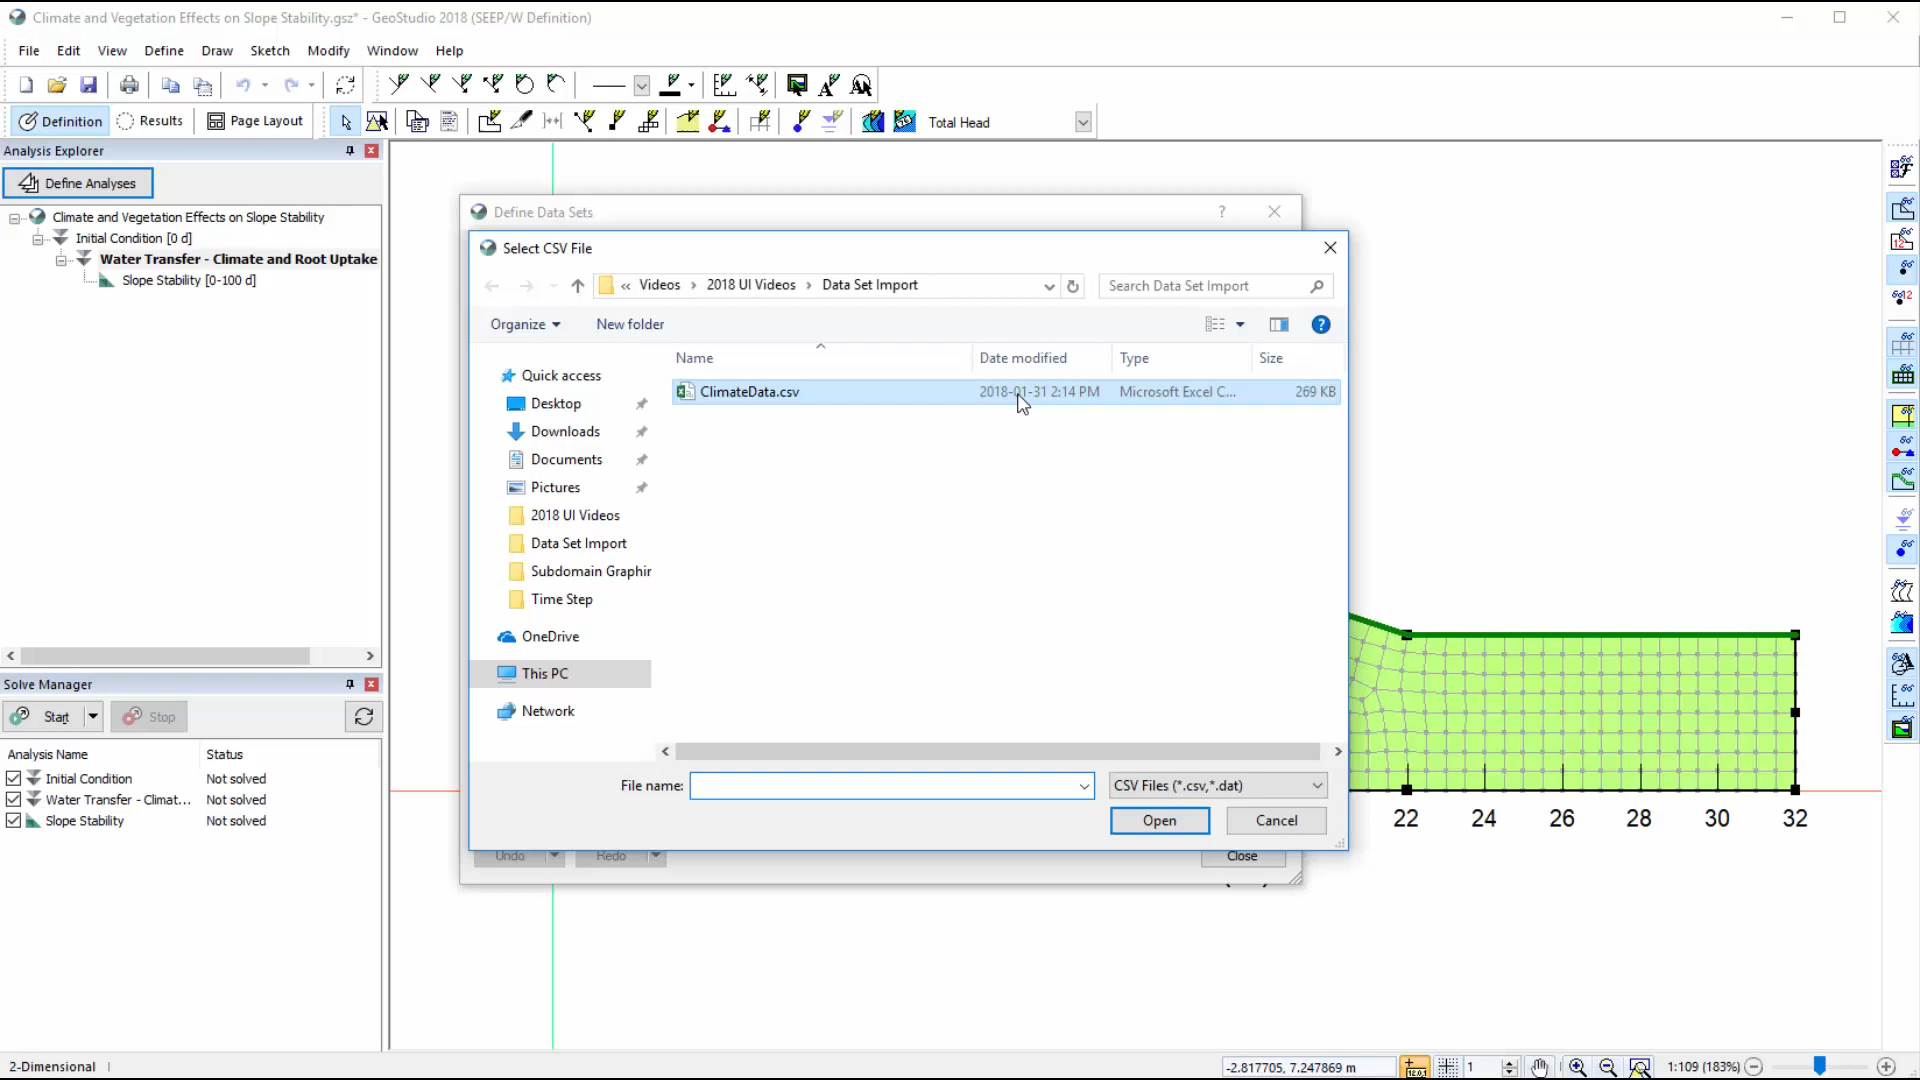 Climate and Vegetation Effects on Slope Stability.gsz* - GeoStudio 2018 (SEEP/W Definition)
File Edit View Define Draw Sketch Modify Window Help
Definition Results Page Layout Total Head
Analysis Explorer
Define Analyses
Climate and Vegetation Effects on Slope Stability
Initial Condition [0 d]
Water Transfer - Climate and Root Uptake
Slope Stability [0-100 d]
Define Data Sets
Select CSV File
« Videos > 2018 UI Videos > Data Set Import
Search Data Set Import
Organize New folder
Name Date modified Type Size
ClimateData.csv 2018-01-31 2:14 PM Microsoft Excel C... 269 KB
Quick access
Desktop
Downloads
Documents
Pictures
2018 UI Videos
Data Set Import
Subdomain Graphir
Time Step
OneDrive
This PC
Network
File name:
CSV Files (*.csv,*.dat)
Open Cancel
Undo Redo Close
Solve Manager
Start Stop
Analysis Name Status
Initial Condition Not solved
Water Transfer - Climat... Not solved
Slope Stability Not solved
22 24 26 28 30 32
2-Dimensional
-2.817705, 7.247869 m
1
1:109 (183%)